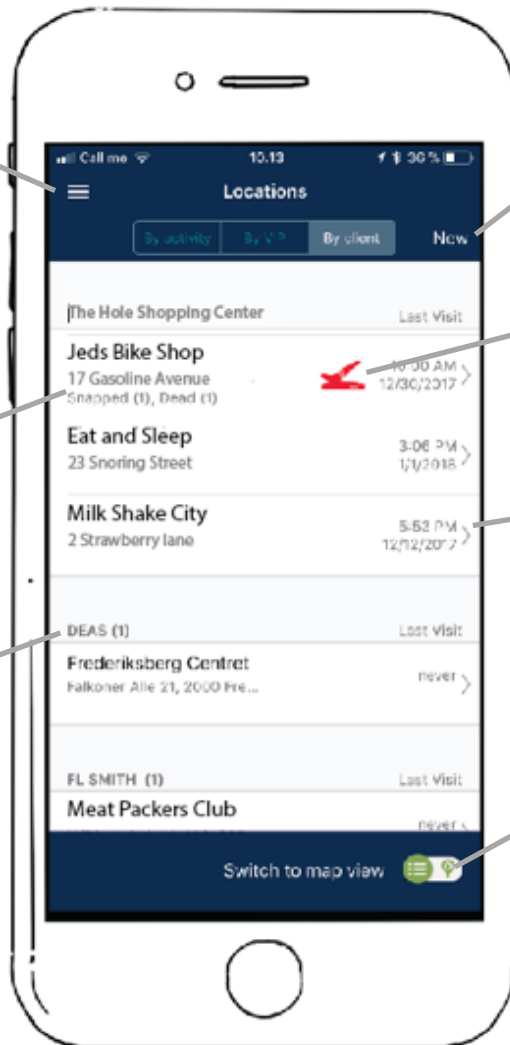 Call me 10.13 36 %
Locations
By activity By VIP By client New
The Hole Shopping Center Last Visit
Jeds Bike Shop
17 Gasoline Avenue 10:00 AM
Snapped (1), Dead (1) 12/30/2017
Eat and Sleep
23 Snoring Street 3:06 PM
1/1/2018
Milk Shake City
2 Strawberry lane 5:53 PM
12/12/2017
DEAS (1) Last Visit
Frederiksberg Centret
Falkoner Alle 21, 2000 Fre... never
FL SMITH (1) Last Visit
Meat Packers Club
never
Switch to map view